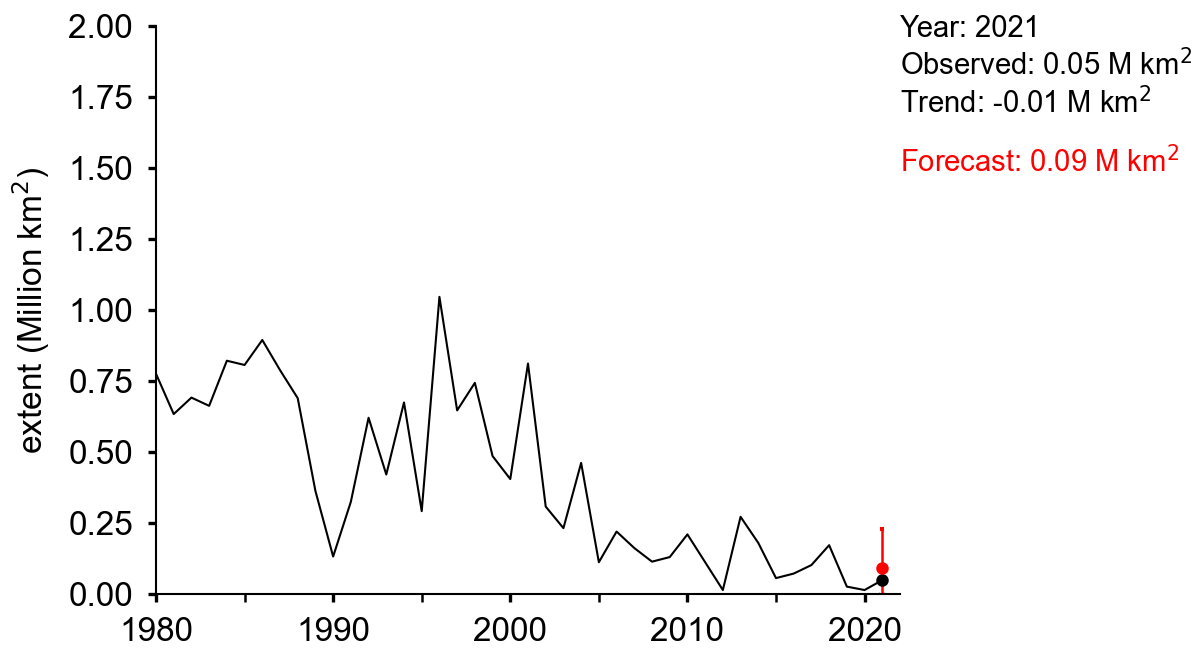 2.00
1.75
1.50
1.25
1.00
0.75
0.50
0.25
0.00
extent (Million km²)
1980
1990
2000
2010
2020
Year: 2021
Observed: 0.05 M km²
Trend: -0.01 M km²
Forecast: 0.09 M km²